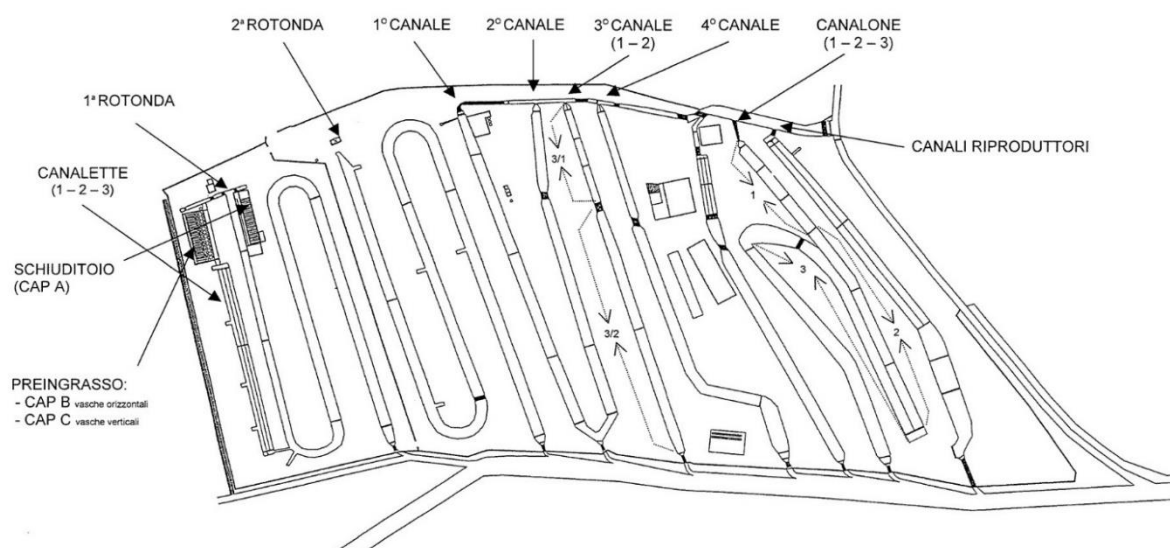 2ª ROTONDA
1º CANALE
2º CANALE
3º CANALE
(1 – 2)
4º CANALE
CANALONE
(1 – 2 – 3)
1ª ROTONDA
CANALI RIPRODUTTORI
CANALETTE
(1 – 2 – 3)
3/1
1
SCHIUDITOIO
(CAP A)
3
3/2
2
PREINGRASSO:
- CAP B vasche orizzontali
- CAP C vasche verticali